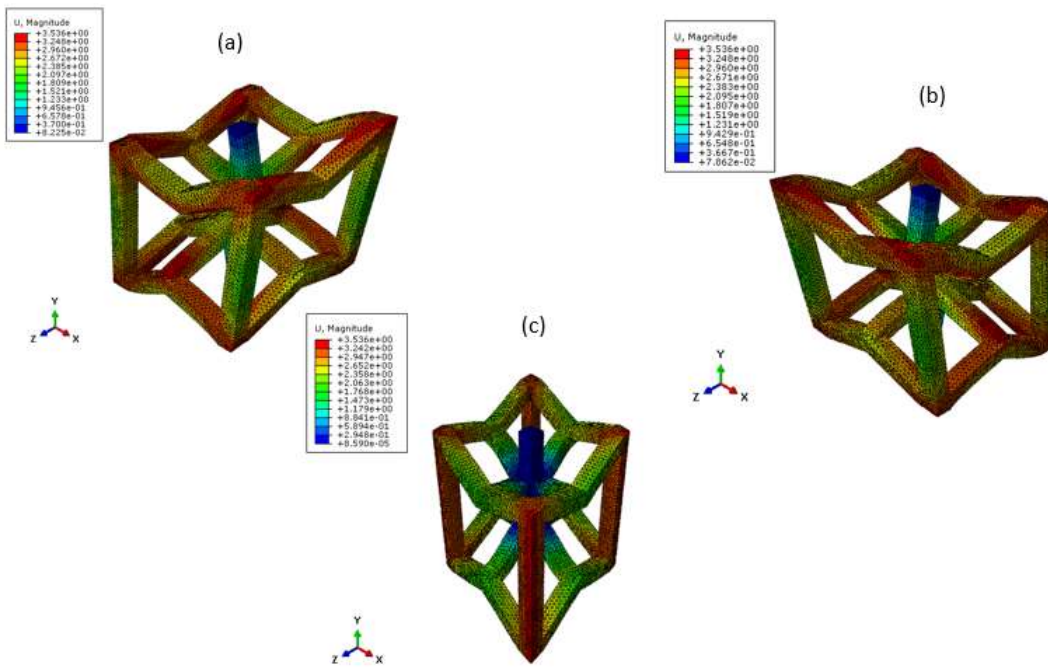 U, Magnitude
+3.536e+00
+3.248e+00
+2.960e+00
+2.672e+00
+2.385e+00
+2.097e+00
+1.809e+00
+1.521e+00
+1.233e+00
+9.456e-01
+6.578e-01
+3.700e-01
+8.225e-02
(a)
Y
Z
X
U, Magnitude
+3.536e+00
+3.248e+00
+2.960e+00
+2.671e+00
+2.383e+00
+2.095e+00
+1.807e+00
+1.519e+00
+1.231e+00
+9.429e-01
+6.548e-01
+3.667e-01
+7.862e-02
(b)
Y
Z
X
U, Magnitude
+3.536e+00
+3.242e+00
+2.947e+00
+2.652e+00
+2.358e+00
+2.063e+00
+1.768e+00
+1.473e+00
+1.179e+00
+8.841e-01
+5.894e-01
+2.948e-01
+8.590e-05
(c)
Y
Z
X